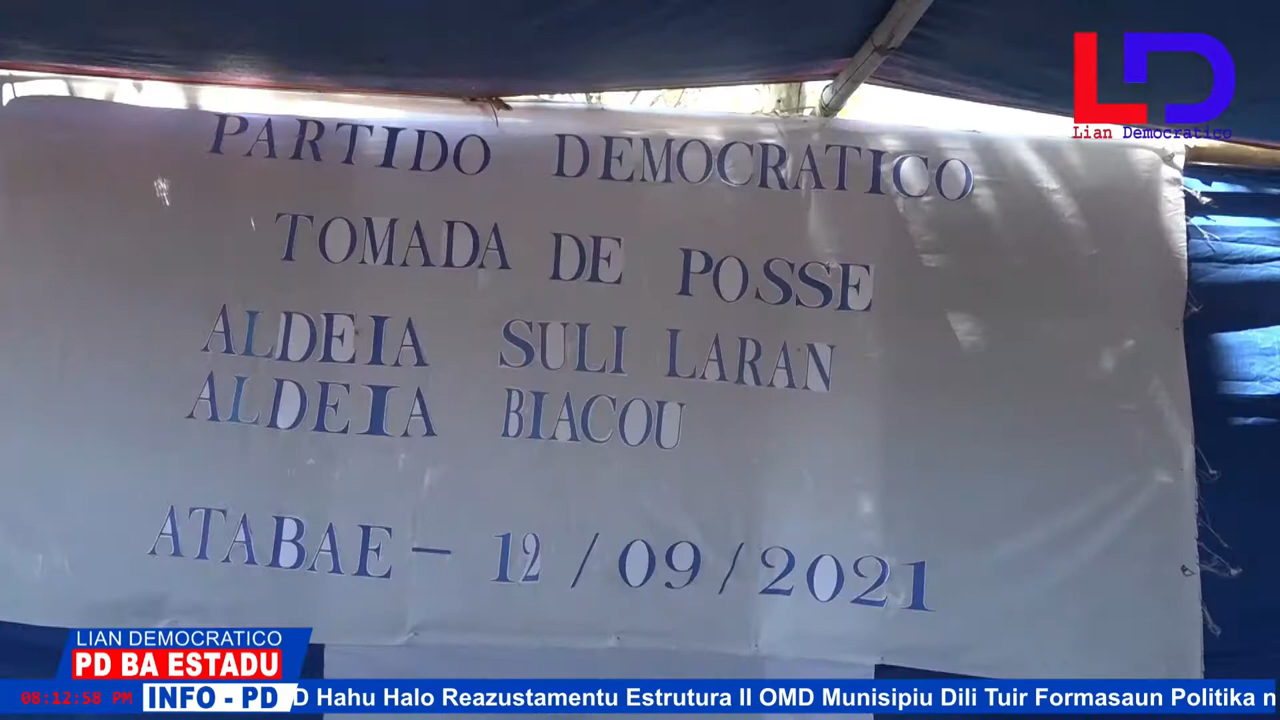 LD
Lian Democratico
PARTIDO DEMOCRATICO
TOMADA DE POSSE
ALDEIA SULI LARAN
ALDEIA BIACOU
ATABAE - 12/09/2021
LIAN DEMOCRATICO
PD BA ESTADU
08:12:58 PM INFO - PD D Hahu Halo Reazustamentu Estrutura II OMD Munisipiu Dili Tuir Formasaun Politika n